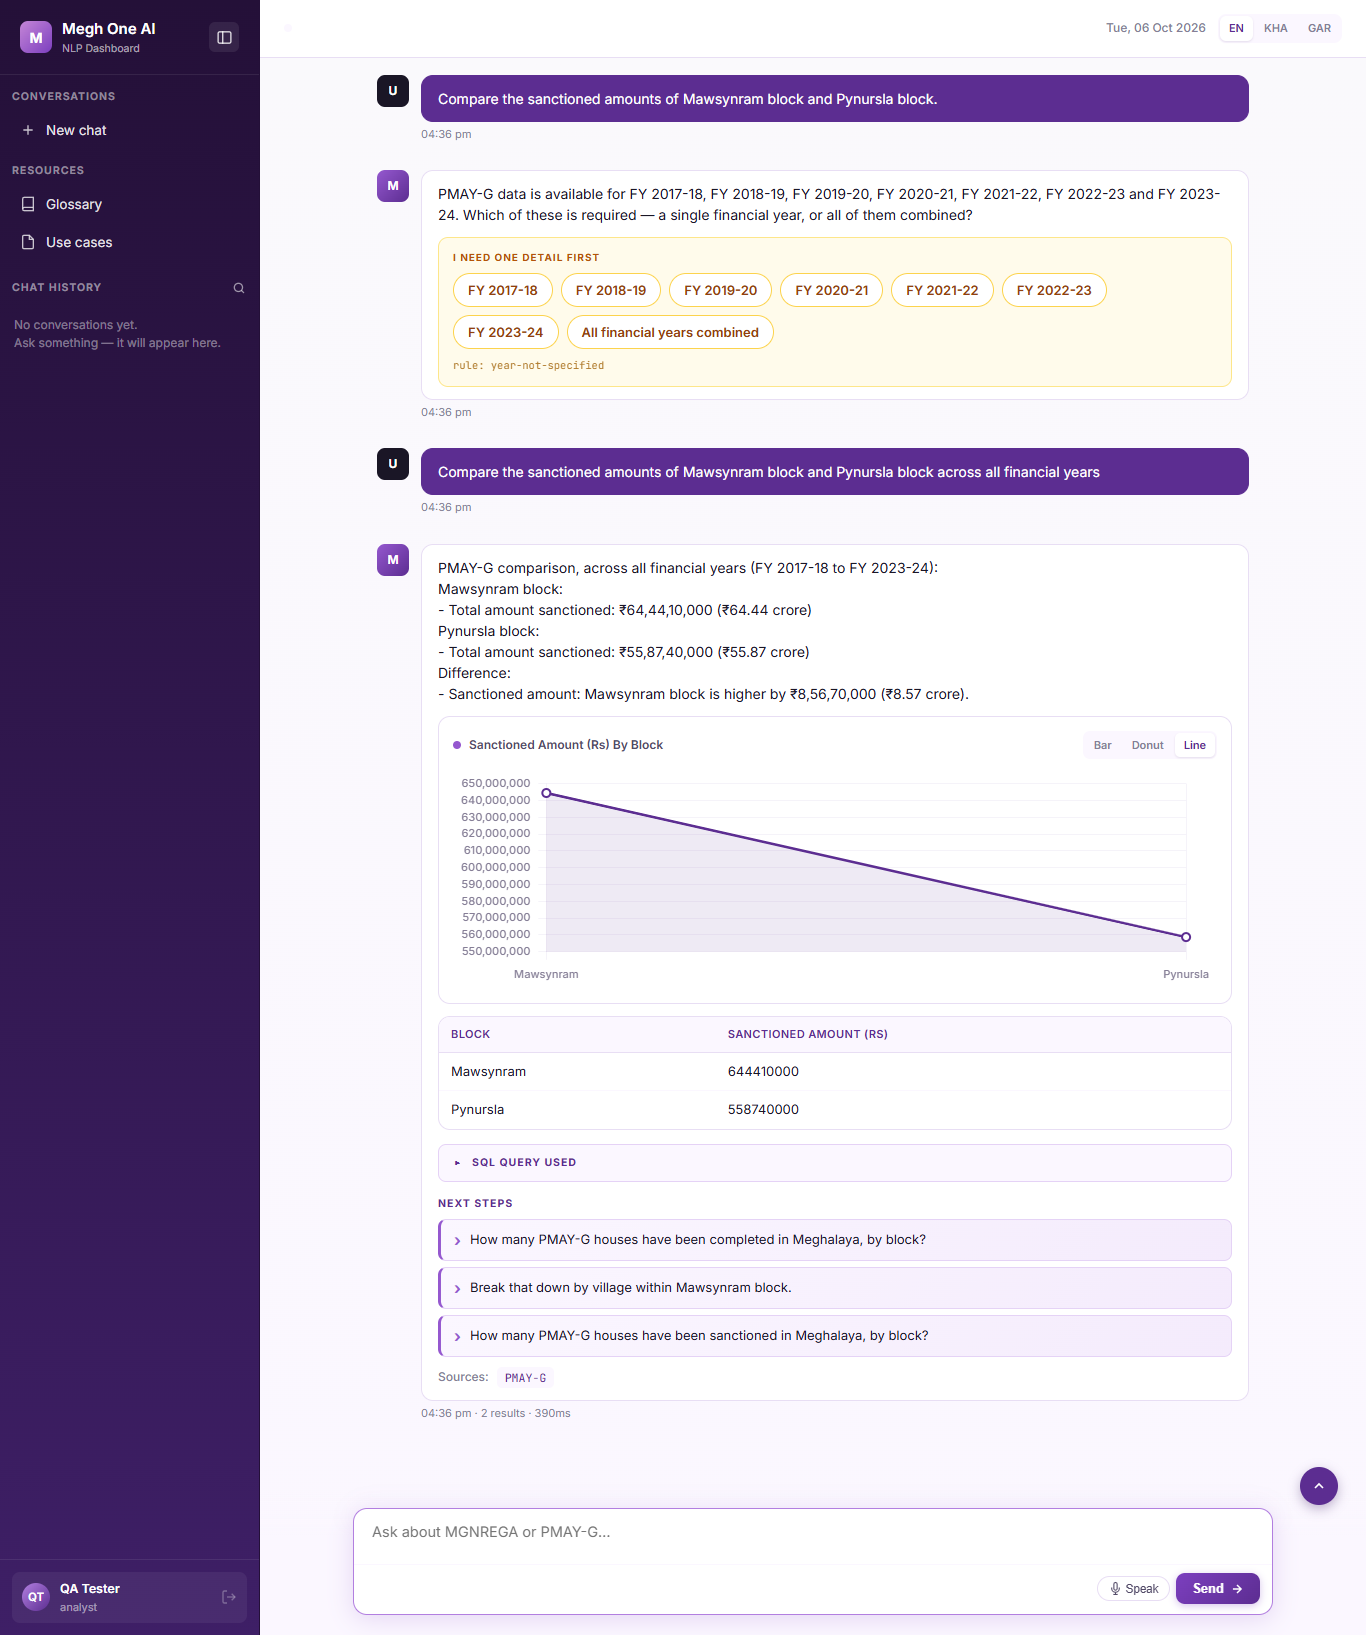 M
Megh One AI
NLP Dashboard
CONVERSATIONS
+ New chat
RESOURCES
Glossary
Use cases
CHAT HISTORY
No conversations yet.
Ask something — it will appear here.
QT
QA Tester
analyst
Tue, 06 Oct 2026
EN KHA GAR
U
Compare the sanctioned amounts of Mawsynram block and Pynursla block.
04:36 pm
M
PMAY-G data is available for FY 2017-18, FY 2018-19, FY 2019-20, FY 2020-21, FY 2021-22, FY 2022-23 and FY 2023-
24. Which of these is required — a single financial year, or all of them combined?
I NEED ONE DETAIL FIRST
FY 2017-18 FY 2018-19 FY 2019-20 FY 2020-21 FY 2021-22 FY 2022-23
FY 2023-24 All financial years combined
rule: year-not-specified
04:36 pm
U
Compare the sanctioned amounts of Mawsynram block and Pynursla block across all financial years
04:36 pm
M
PMAY-G comparison, across all financial years (FY 2017-18 to FY 2023-24):
Mawsynram block:
- Total amount sanctioned: ₹64,44,10,000 (₹64.44 crore)
Pynursla block:
- Total amount sanctioned: ₹55,87,40,000 (₹55.87 crore)
Difference:
- Sanctioned amount: Mawsynram block is higher by ₹8,56,70,000 (₹8.57 crore).
Sanctioned Amount (Rs) By Block
Bar Donut Line
650,000,000
640,000,000
630,000,000
620,000,000
610,000,000
600,000,000
590,000,000
580,000,000
570,000,000
560,000,000
550,000,000
Mawsynram Pynursla
BLOCK SANCTIONED AMOUNT (RS)
Mawsynram 644410000
Pynursla 558740000
SQL QUERY USED
NEXT STEPS
How many PMAY-G houses have been completed in Meghalaya, by block?
Break that down by village within Mawsynram block.
How many PMAY-G houses have been sanctioned in Meghalaya, by block?
Sources: PMAY-G
04:36 pm · 2 results · 390ms
Ask about MGNREGA or PMAY-G...
Speak
Send →